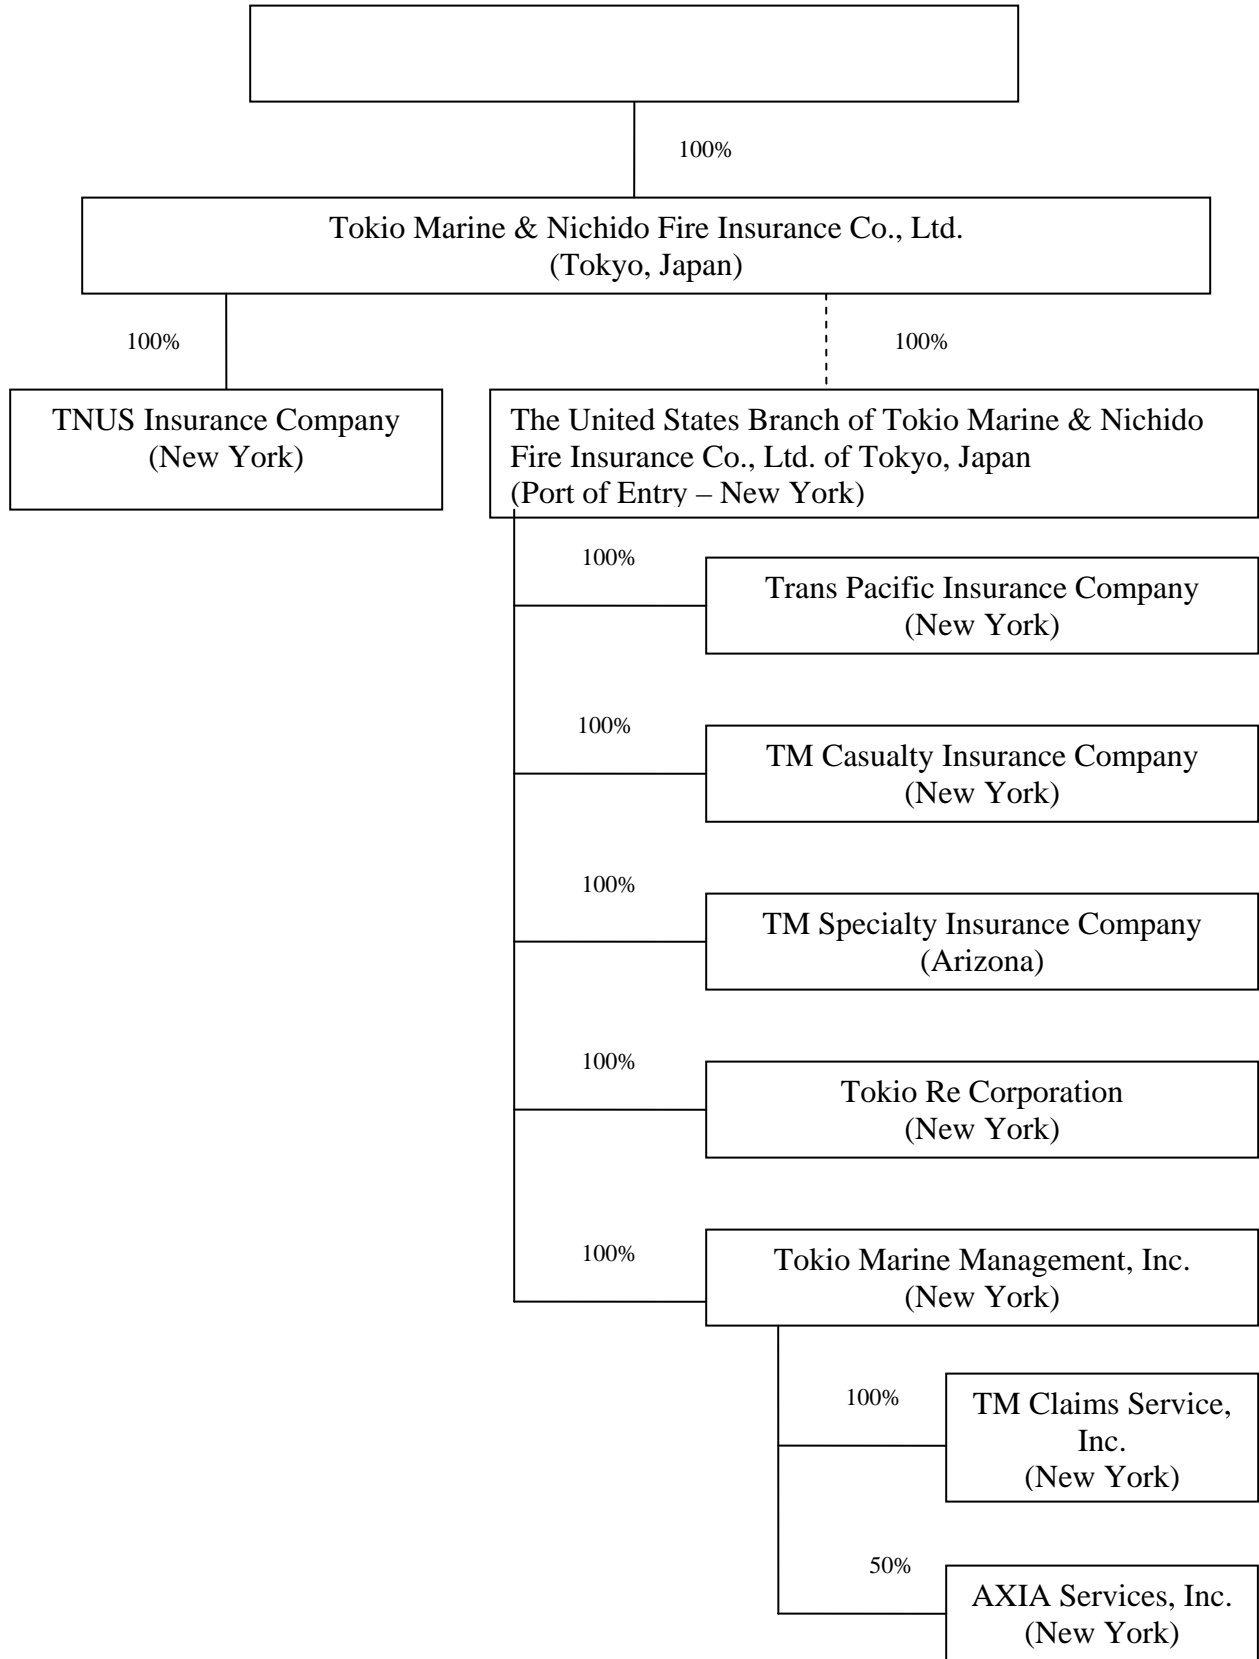 100%
Tokio Marine & Nichido Fire Insurance Co., Ltd.
(Tokyo, Japan)
100%
100%
TNUS Insurance Company
(New York)
The United States Branch of Tokio Marine & Nichido
Fire Insurance Co., Ltd. of Tokyo, Japan
(Port of Entry – New York)
100%
Trans Pacific Insurance Company
(New York)
100%
TM Casualty Insurance Company
(New York)
100%
TM Specialty Insurance Company
(Arizona)
100%
Tokio Re Corporation
(New York)
100%
Tokio Marine Management, Inc.
(New York)
100%
TM Claims Service,
Inc.
(New York)
50%
AXIA Services, Inc.
(New York)